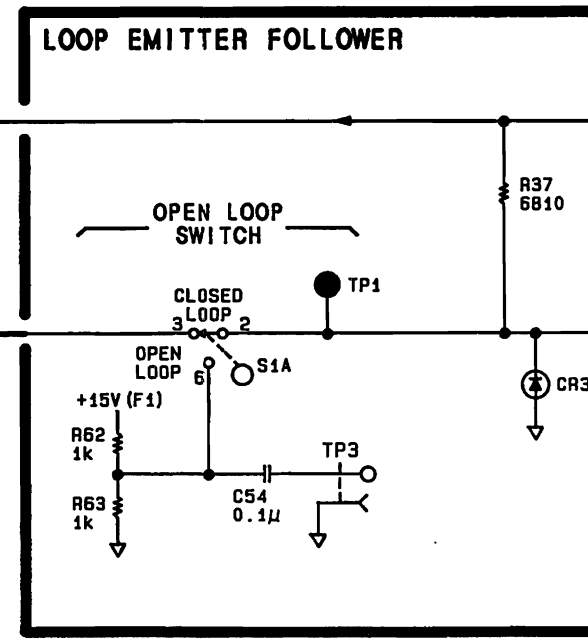 LOOP EMITTER FOLLOWER
R37
6810
OPEN LOOP
SWITCH
TP1
CLOSED
LOOP
3
2
OPEN
LOOP
6
S1A
CR3
+15V(F1)
R62
1k
TP3
R63
1k
C54
0.1μ